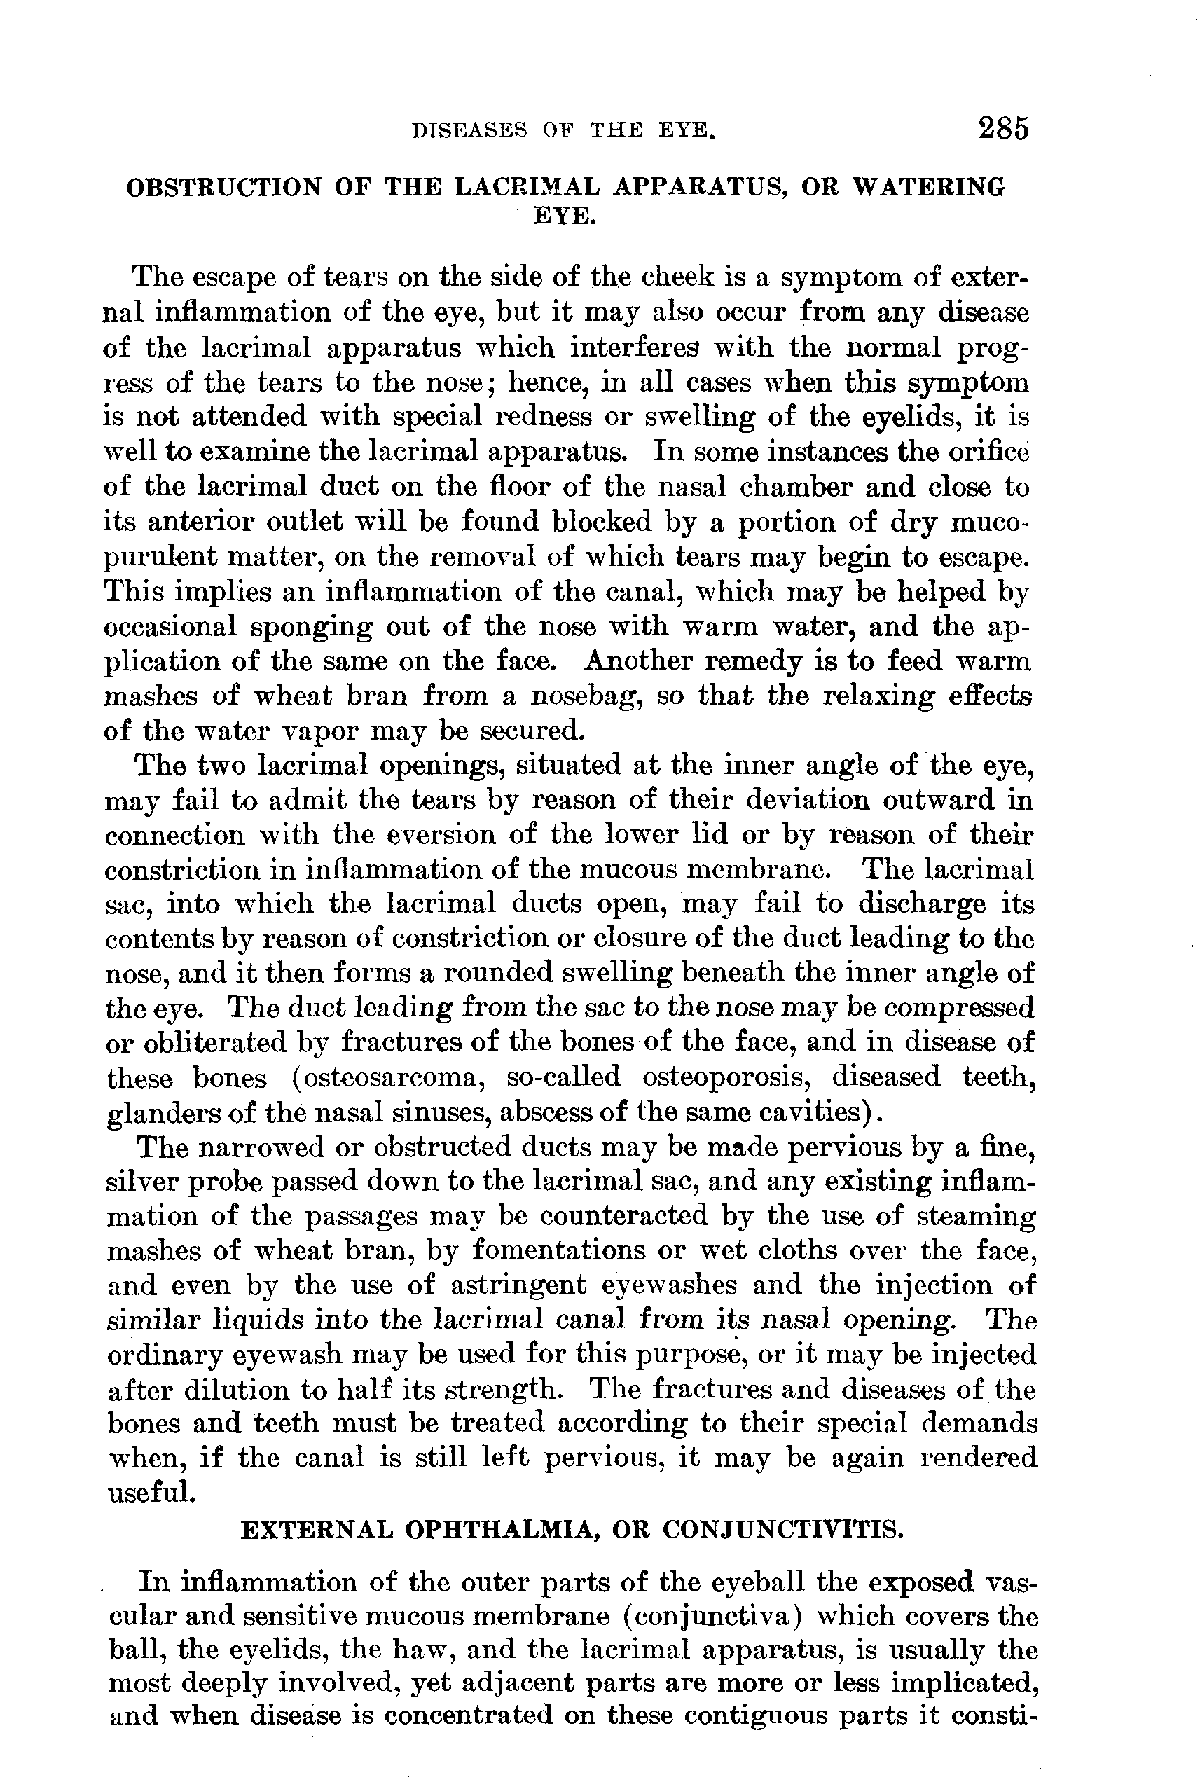 DISEASES OF THE EYE. 285
OBSTRUCTION OF THE LACRIMAL APPARATUS, OR WATERING
EYE.
The escape of tears on the side of the cheek is a symptom of exter-
nal inflammation of the eye, but it may also occur from any disease
of the lacrimal apparatus which interferes with the normal prog-
ress of the tears to the nose; hence, in all cases when this symptom
is not attended with special redness or swelling of the eyelids, it is
well to examine the lacrimal apparatus. In some instances the orifice
of the lacrimal duct on the floor of the nasal chamber and close to
its anterior outlet will be found blocked by a portion of dry muco-
purulent matter, on the removal of which tears may begin to escape.
This implies an inflammation of the canal, which may be helped by
occasional sponging out of the nose with warm water, and the ap-
plication of the same on the face. Another remedy is to feed warm
mashes of wheat bran from a nosebag, so that the relaxing effects
of the water vapor may be secured.
The two lacrimal openings, situated at the inner angle of the eye,
may fail to admit the tears by reason of their deviation outward in
connection with the eversion of the lower lid or by reason of their
constriction in inflammation of the mucous membrane. The lacrimal
sac, into which the lacrimal ducts open, may fail to discharge its
contents by reason of constriction or closure of the duct leading to the
nose, and it then forms a rounded swelling beneath the inner angle of
the eye. The duct leading from the sac to the nose may be compressed
or obliterated by fractures of the bones of the face, and in disease of
these bones (osteosarcoma, so-called osteoporosis, diseased teeth,
glanders of the nasal sinuses, abscess of the same cavities).
The narrowed or obstructed ducts may be made pervious by a fine,
silver probe passed down to the lacrimal sac, and any existing inflam-
mation of the passages may be counteracted by the use of steaming
mashes of wheat bran, by fomentations or wet cloths over the face,
and even by the use of astringent eyewashes and the injection of
similar liquids into the lacrimal canal from its nasal opening. The
ordinary eyewash may be used for this purpose, or it may be injected
after dilution to half its strength. The fractures and diseases of the
bones and teeth must be treated according to their special demands
when, if the canal is still left pervious, it may be again rendered
useful.
EXTERNAL OPHTHALMIA, OR CONJUNCTIVITIS.
In inflammation of the outer parts of the eyeball the exposed vas-
cular and sensitive mucous membrane (conjunctiva) which covers the
ball, the eyelids, the haw, and the lacrimal apparatus, is usually the
most deeply involved, yet adjacent parts are more or less implicated,
and when disease is concentrated on these contiguous parts it consti-